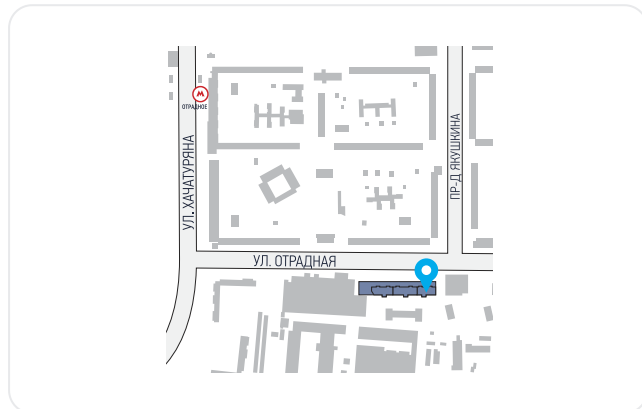 М
ОТРАДНОЕ
УЛ. ХАЧАТУРЯНА
ПР-Д ЯКУШКИНА
УЛ. ОТРАДНАЯ